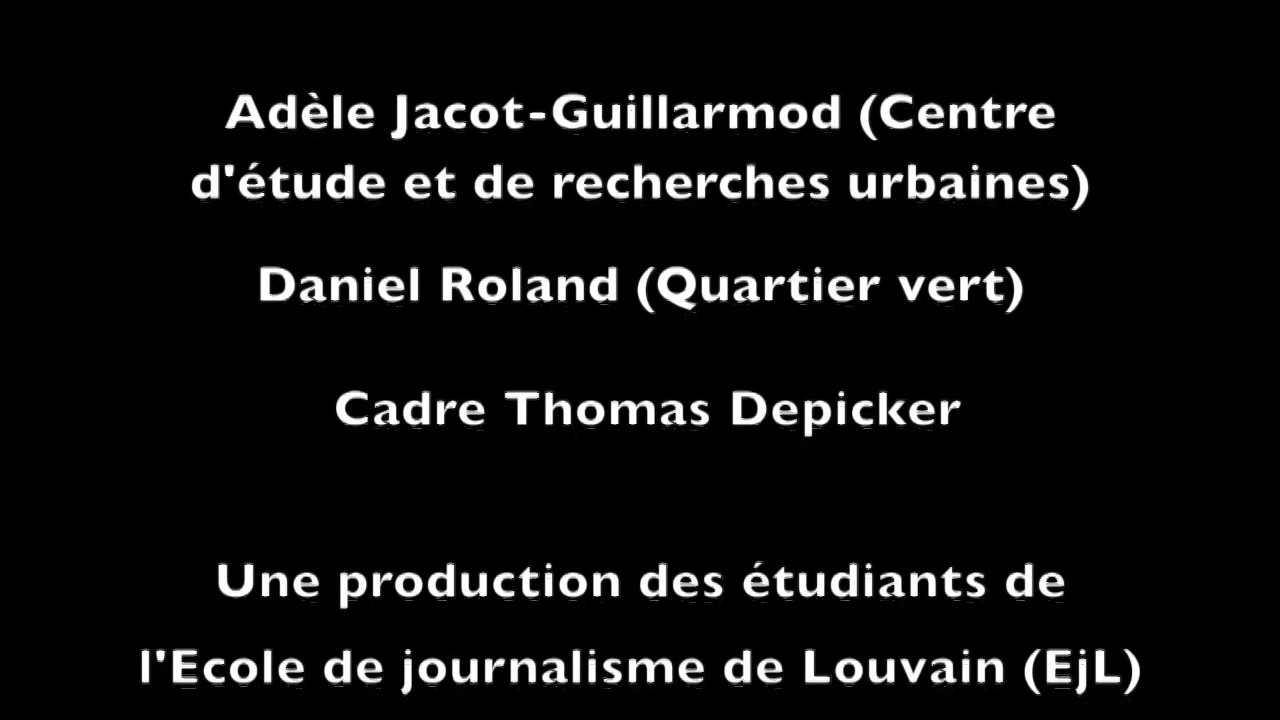 Adèle Jacot-Guillarmod (Centre
d'étude et de recherches urbaines)
Daniel Roland (Quartier vert)
Cadre Thomas Depicker
Une production des étudiants de
l'Ecole de journalisme de Louvain (EjL)